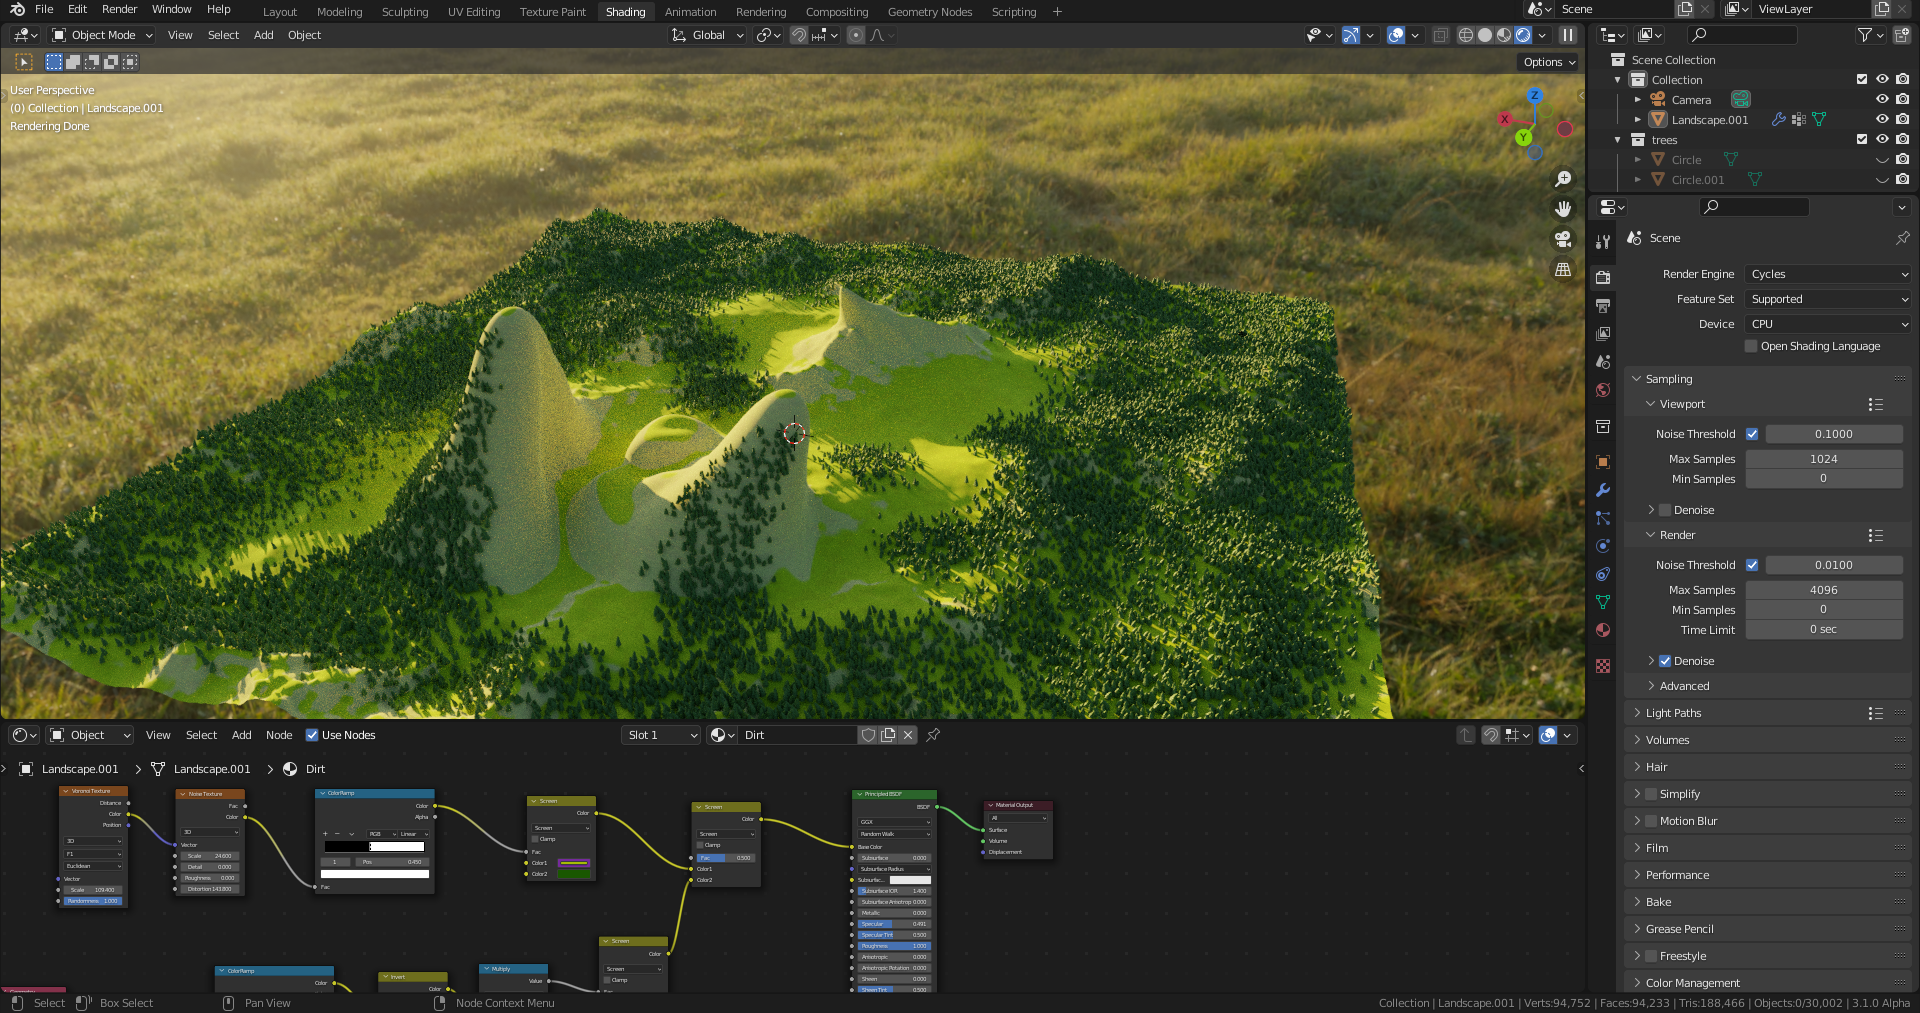 File Edit Render Window Help Layout Modeling Sculpting UV Editing Texture Paint Shading Animation Rendering Compositing Geometry Nodes Scripting + Scene ViewLayer
Object Mode View Select Add Object Global
Options
User Perspective
(0) Collection | Landscape.001
Rendering Done
Z
X
Y
Scene Collection
Collection
Camera
Landscape.001
trees
Circle
Circle.001
Scene
Render Engine Cycles
Feature Set Supported
Device CPU
Open Shading Language
Sampling
Viewport
Noise Threshold 0.1000
Max Samples 1024
Min Samples 0
Denoise
Render
Noise Threshold 0.0100
Max Samples 4096
Min Samples 0
Time Limit 0 sec
Denoise
Advanced
Light Paths
Volumes
Hair
Simplify
Motion Blur
Film
Performance
Bake
Grease Pencil
Freestyle
Color Management
Object View Select Add Node Use Nodes Slot 1 Dirt
Landscape.001 > Landscape.001 > Dirt
Voronoi Texture
Distance
Color
Position
3D
F1
Euclidean
Vector
Scale 109.400
Randomness 1.000
Noise Texture
Fac
Color
3D
Vector
Scale 24.600
Detail 0.000
Roughness 0.000
Distortion 143.800
ColorRamp
Color
Alpha
RGB Linear
1 Pos 0.450
Fac
Screen
Color
Screen
Clamp
Fac
Color1
Color2
Screen
Color
Screen
Clamp
Fac 0.500
Color1
Color2
Principled BSDF
BSDF
GGX
Random Walk
Base Color
Subsurface 0.000
Subsurface Radius
Subsurfac..
Subsurface IOR 1.400
Subsurface Anisotrop 0.000
Metallic 0.000
Specular 0.491
Specular Tint 0.500
Roughness 1.000
Anisotropic 0.000
Anisotropic Rotation 0.000
Sheen 0.000
Sheen Tint 0.500
Material Output
All
Surface
Volume
Displacement
Screen
Color
Screen
Clamp
Fac
ColorRamp
Color
Invert
Color
Multiply
Value
Geometry
Select Box Select Pan View Node Context Menu Collection | Landscape.001 | Verts:94,752 | Faces:94,233 | Tris:188,466 | Objects:0/30,002 | 3.1.0 Alpha